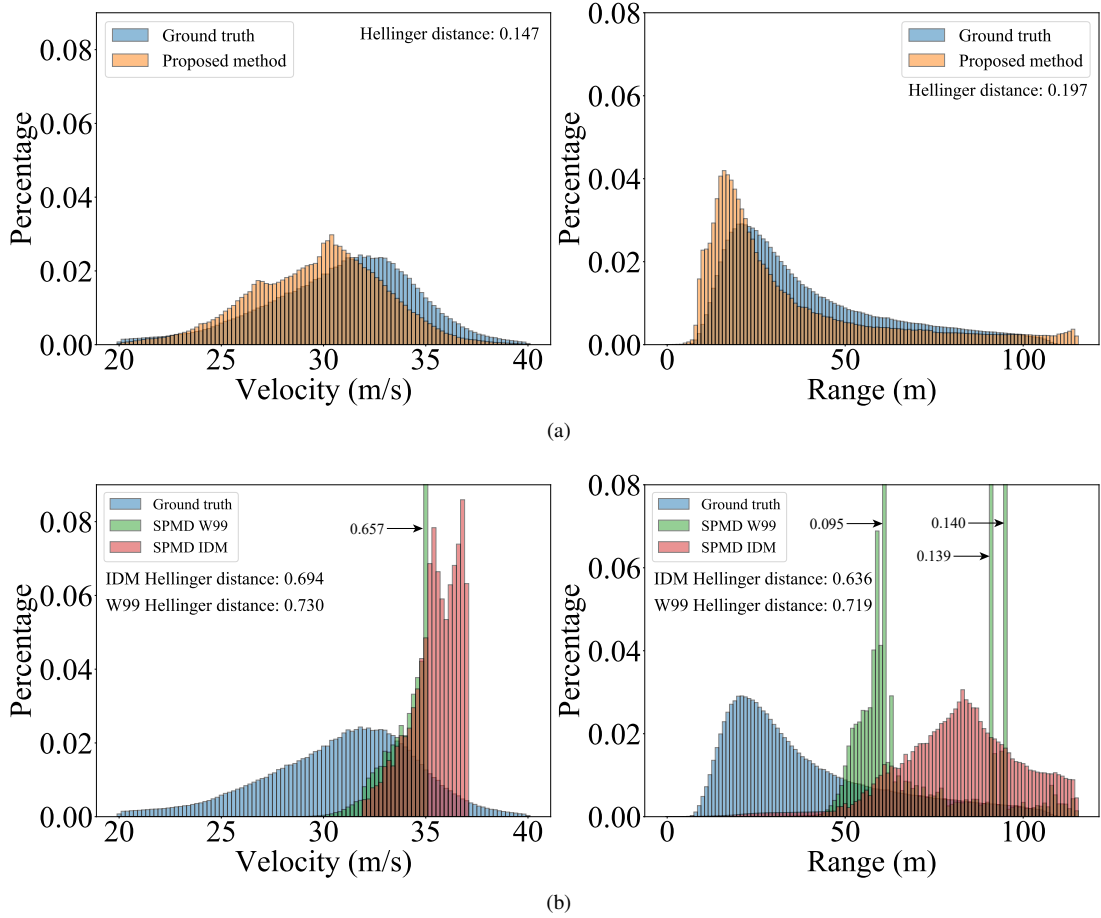 Ground truth
Proposed method
Hellinger distance: 0.147
Percentage
0.08
0.06
0.04
0.02
0.00
20
25
30
35
40
Velocity (m/s)
Ground truth
Proposed method
Hellinger distance: 0.197
Percentage
0.08
0.06
0.04
0.02
0.00
0
50
100
Range (m)
(a)
Ground truth
SPMD W99
SPMD IDM
IDM Hellinger distance: 0.694
W99 Hellinger distance: 0.730
0.657
Percentage
0.08
0.06
0.04
0.02
0.00
20
25
30
35
40
Velocity (m/s)
Ground truth
SPMD W99
SPMD IDM
IDM Hellinger distance: 0.636
W99 Hellinger distance: 0.719
0.095
0.140
0.139
Percentage
0.08
0.06
0.04
0.02
0.00
0
50
100
Range (m)
(b)